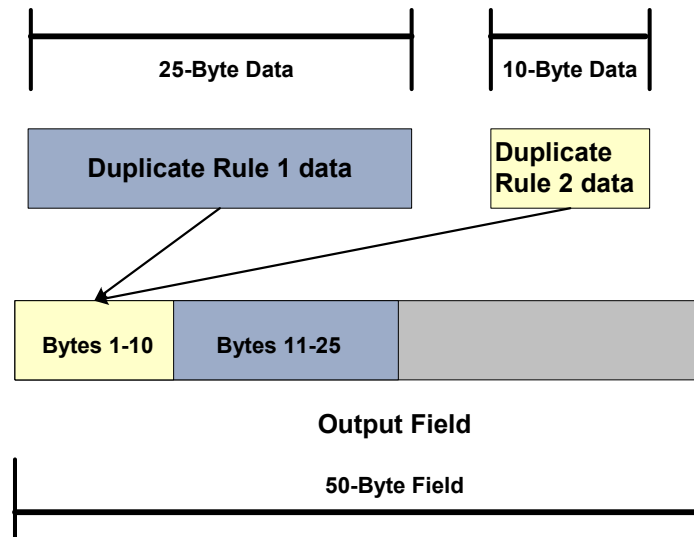 25-Byte Data
10-Byte Data
Duplicate Rule 1 data
Duplicate
Rule 2 data
Bytes 1-10
Bytes 11-25
Output Field
50-Byte Field